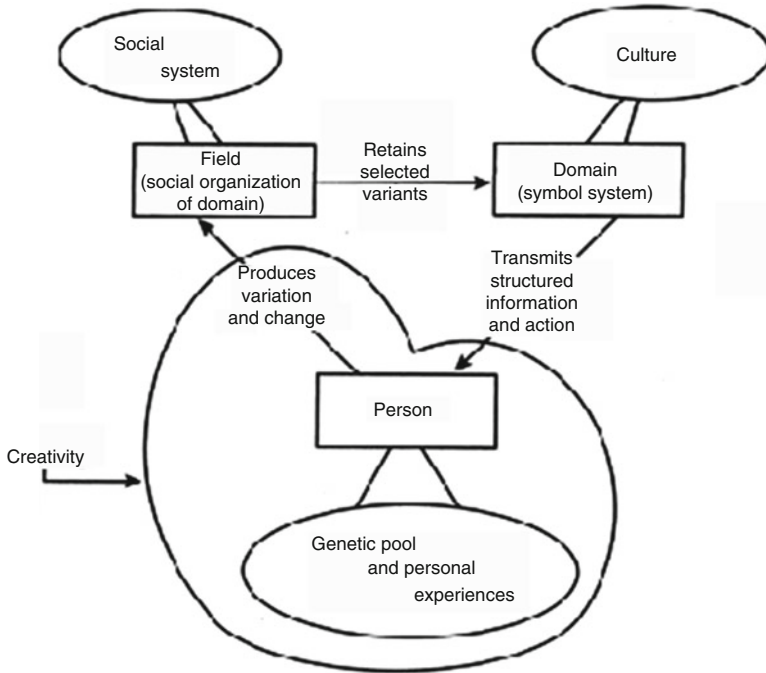 Social
system
Culture
Field
(social organization
of domain)
Retains
selected
variants
Domain
(symbol system)
Produces
variation
and change
Transmits
structured
information
and action
Person
Creativity
Genetic pool
and personal
experiences